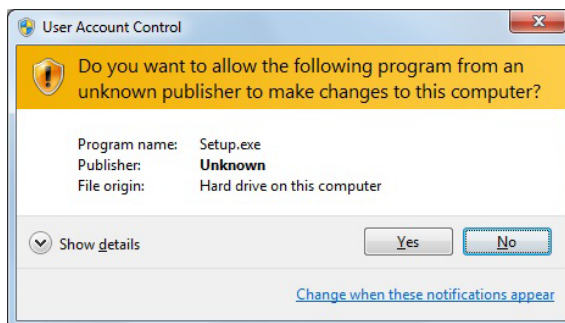 User Account Control
Do you want to allow the following program from an
unknown publisher to make changes to this computer?
Program name: Setup.exe
Publisher: Unknown
File origin: Hard drive on this computer
Show details
Yes
No
Change when these notifications appear